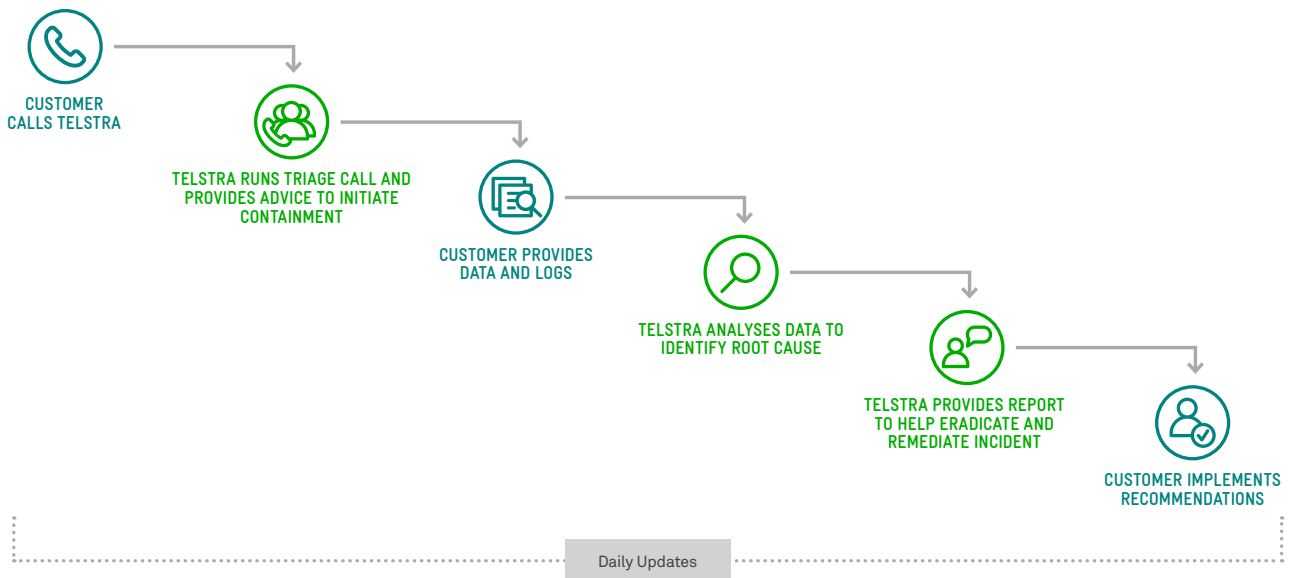 CUSTOMER
CALLS TELSTRA
TELSTRA RUNS TRIAGE CALL AND
PROVIDES ADVICE TO INITIATE
CONTAINMENT
CUSTOMER PROVIDES
DATA AND LOGS
TELSTRA ANALYSES DATA TO
IDENTIFY ROOT CAUSE
TELSTRA PROVIDES REPORT
TO HELP ERADICATE AND
REMEDIATE INCIDENT
CUSTOMER IMPLEMENTS
RECOMMENDATIONS
Daily Updates